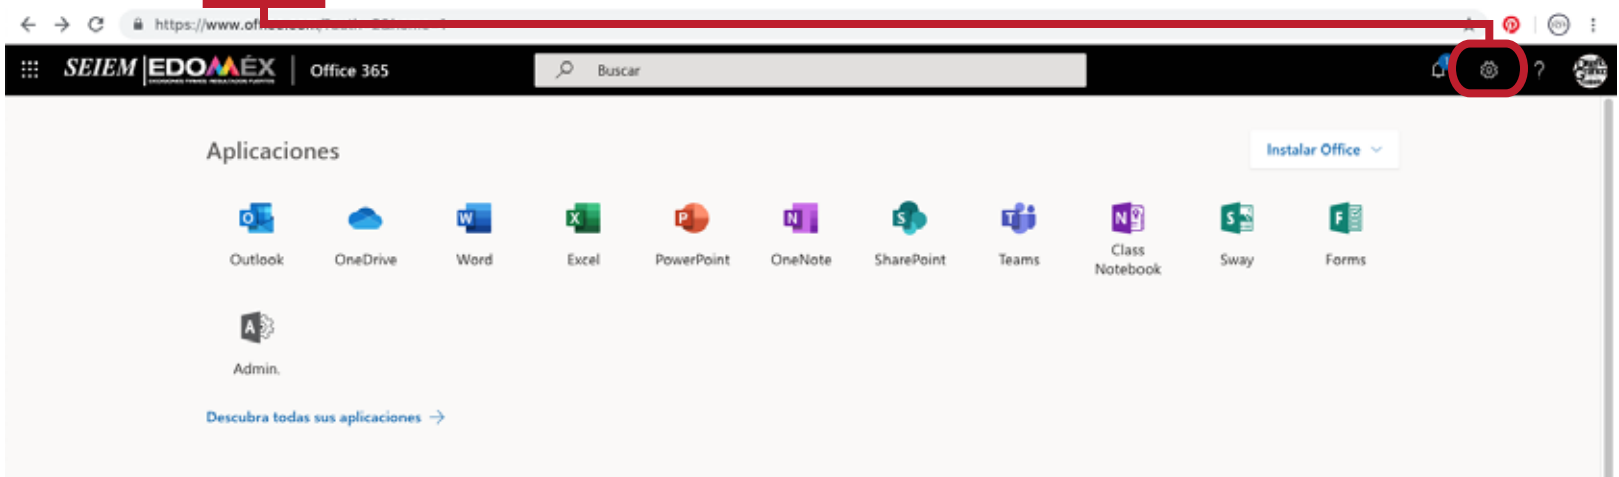 https://www.of
SEIEM EDOMÉX Office 365 Buscar ?
Aplicaciones
Instalar Office
Outlook OneDrive Word Excel PowerPoint OneNote SharePoint Teams Class Notebook Sway Forms
Admin.
Descubra todas sus aplicaciones →